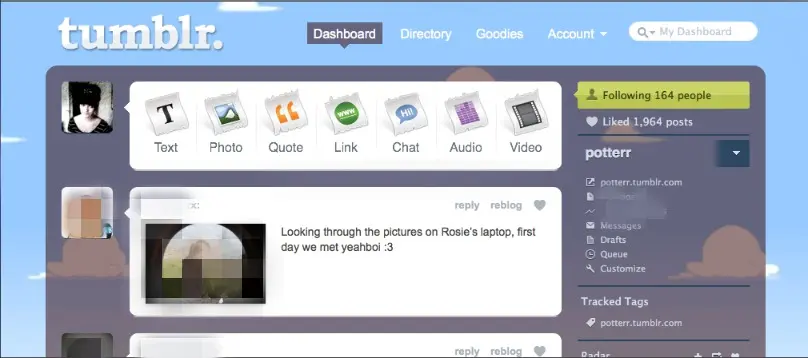 tumblr.
Dashboard Directory Goodies Account My Dashboard
T WWW Hi!
Text Photo Quote Link Chat Audio Video
Following 164 people
Liked 1,964 posts
potterr
potterr.tumblr.com
Messages
Drafts
Queue
Customize
Tracked Tags
potterr.tumblr.com
Radar
x:
reply reblog
Looking through the pictures on Rosie's laptop, first
day we met yeahboi :3
reply reblog